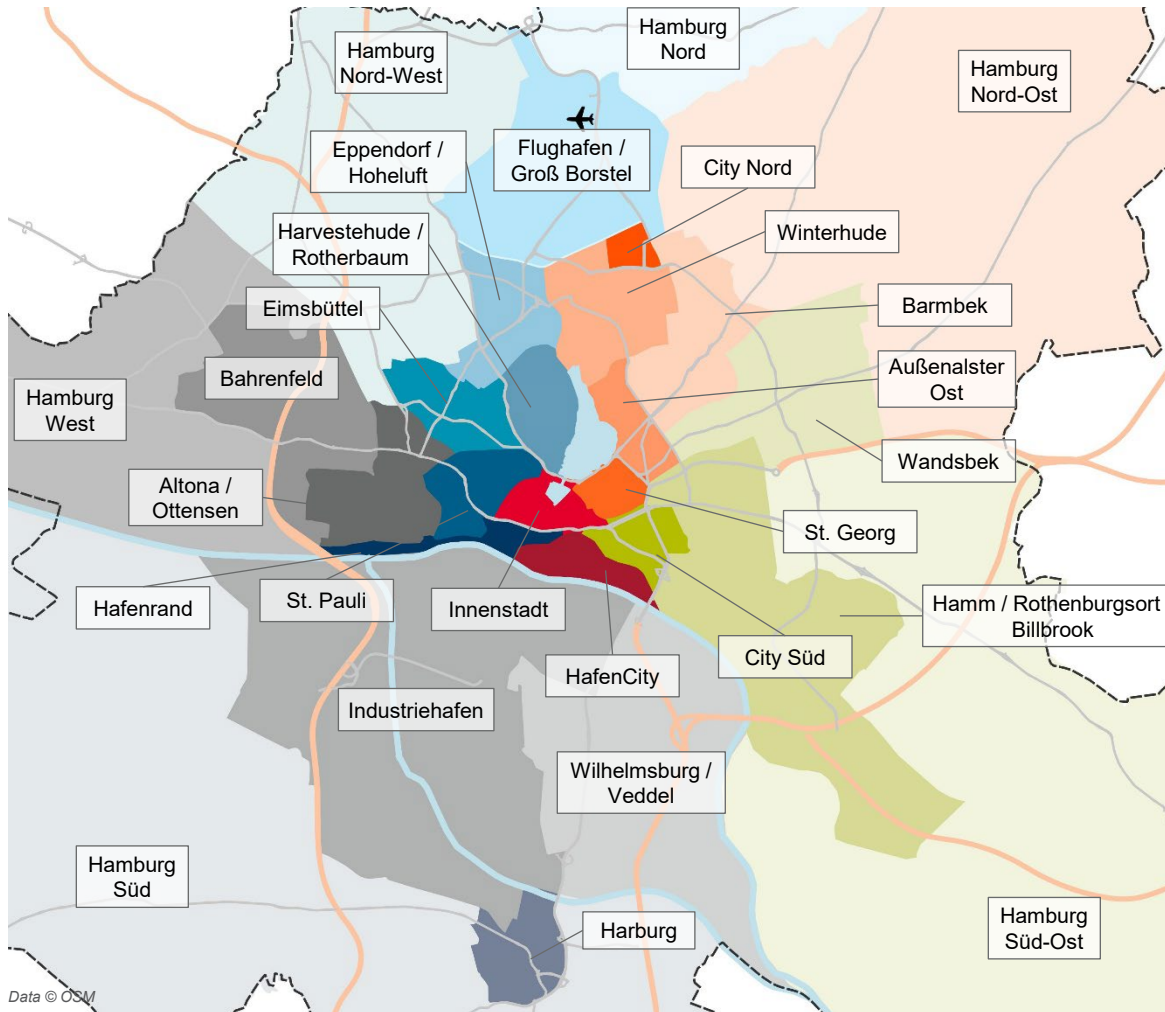 Hamburg
Nord-West
Hamburg
Nord
Hamburg
Nord-Ost
Eppendorf /
Hoheluft
Flughafen /
Groß Borstel
City Nord
Harvestehude /
Rotherbaum
Winterhude
Eimsbüttel
Barmbek
Bahrenfeld
Außenalster
Ost
Hamburg
West
Wandsbek
Altona /
Ottensen
St. Georg
Hafenrand
St. Pauli
Innenstadt
Hamm / Rothenburgsort
Billbrook
City Süd
HafenCity
Industriehafen
Wilhelmsburg /
Veddel
Hamburg
Süd
Harburg
Hamburg
Süd-Ost
Data © OSM